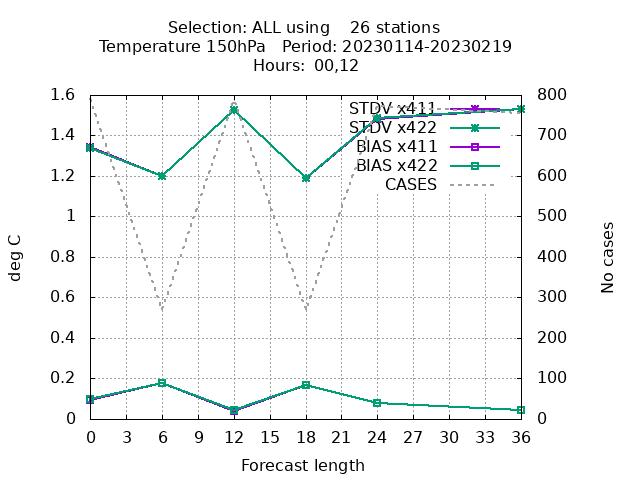 Selection: ALL using    26 stations
Temperature 150hPa   Period: 20230114-20230219
Hours: 00,12
1.6
1.4
1.2
1
0.8
0.6
0.4
0.2
0
800
700
600
500
400
300
200
100
0
STDV x411
STDV x422
BIAS x411
BIAS x422
CASES
deg C
No cases
0 3 6 9 12 15 18 21 24 27 30 33 36
Forecast length